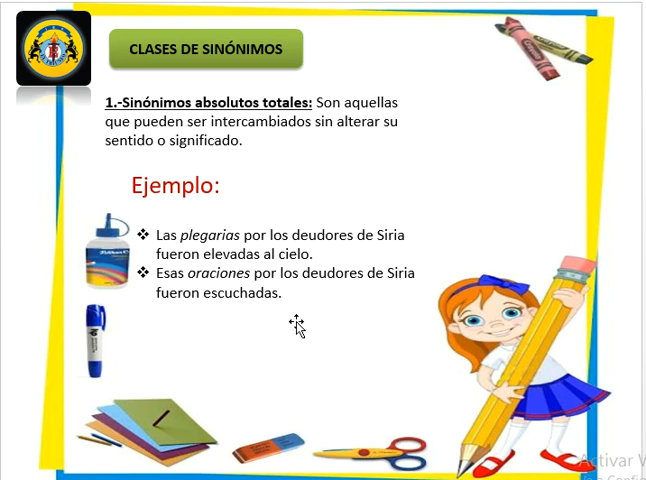 CLASES DE SINÓNIMOS
1.-Sinónimos absolutos totales: Son aquellas
que pueden ser intercambiados sin alterar su
sentido o significado.
Ejemplo:
❖ Las plegarias por los deudores de Siria
fueron elevadas al cielo.
❖ Esas oraciones por los deudores de Siria
fueron escuchadas.
Activar